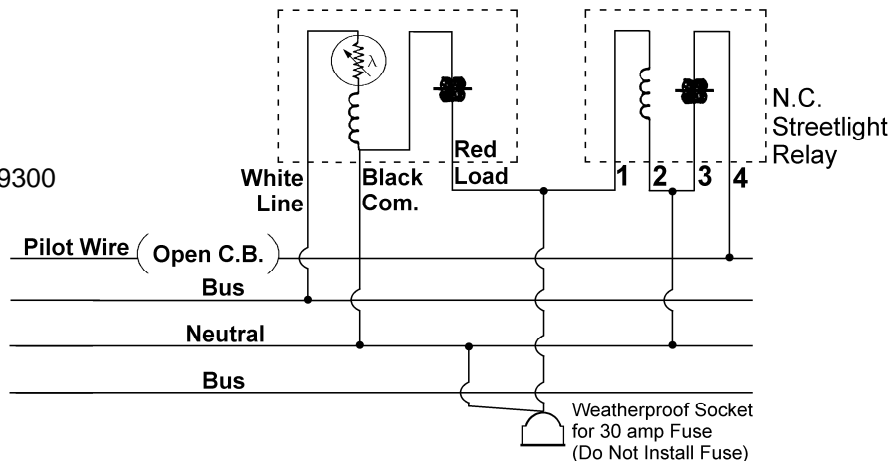 N.C.
Streetlight
Relay
9300
White
Line
Black
Com.
Red
Load
1 2 3 4
λ
Pilot Wire (Open C.B.)
Bus
Neutral
Bus
Weatherproof Socket
for 30 amp Fuse
(Do Not Install Fuse)